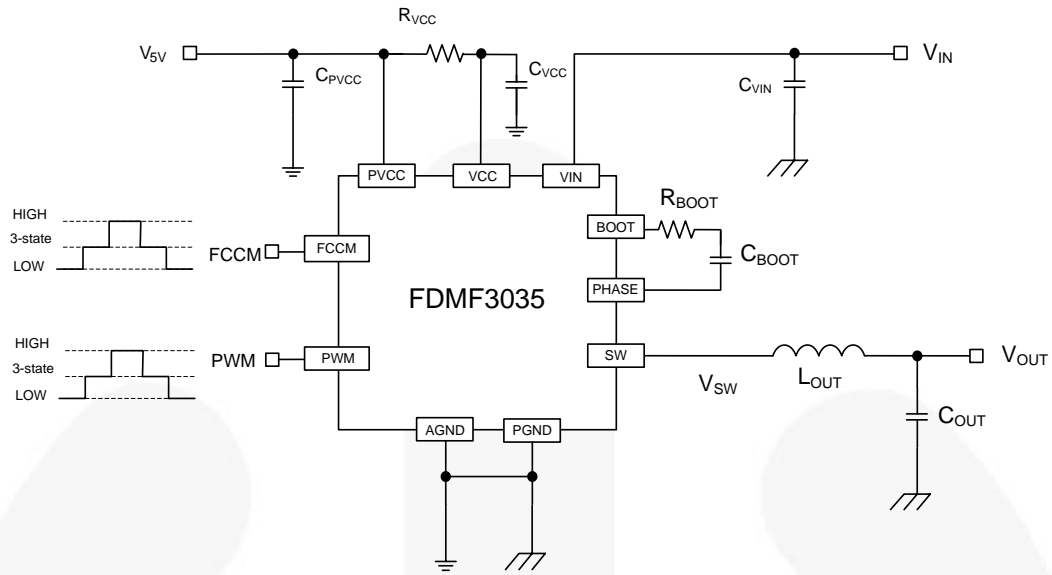 RVCC
V5V
CPVCC
CVCC
CVIN
VIN
PVCC
VCC
VIN
HIGH
3-state
LOW
FCCM
FCCM
BOOT
RBOOT
CBOOT
PHASE
FDMF3035
HIGH
3-state
LOW
PWM
PWM
SW
VSW
LOUT
VOUT
COUT
AGND
PGND